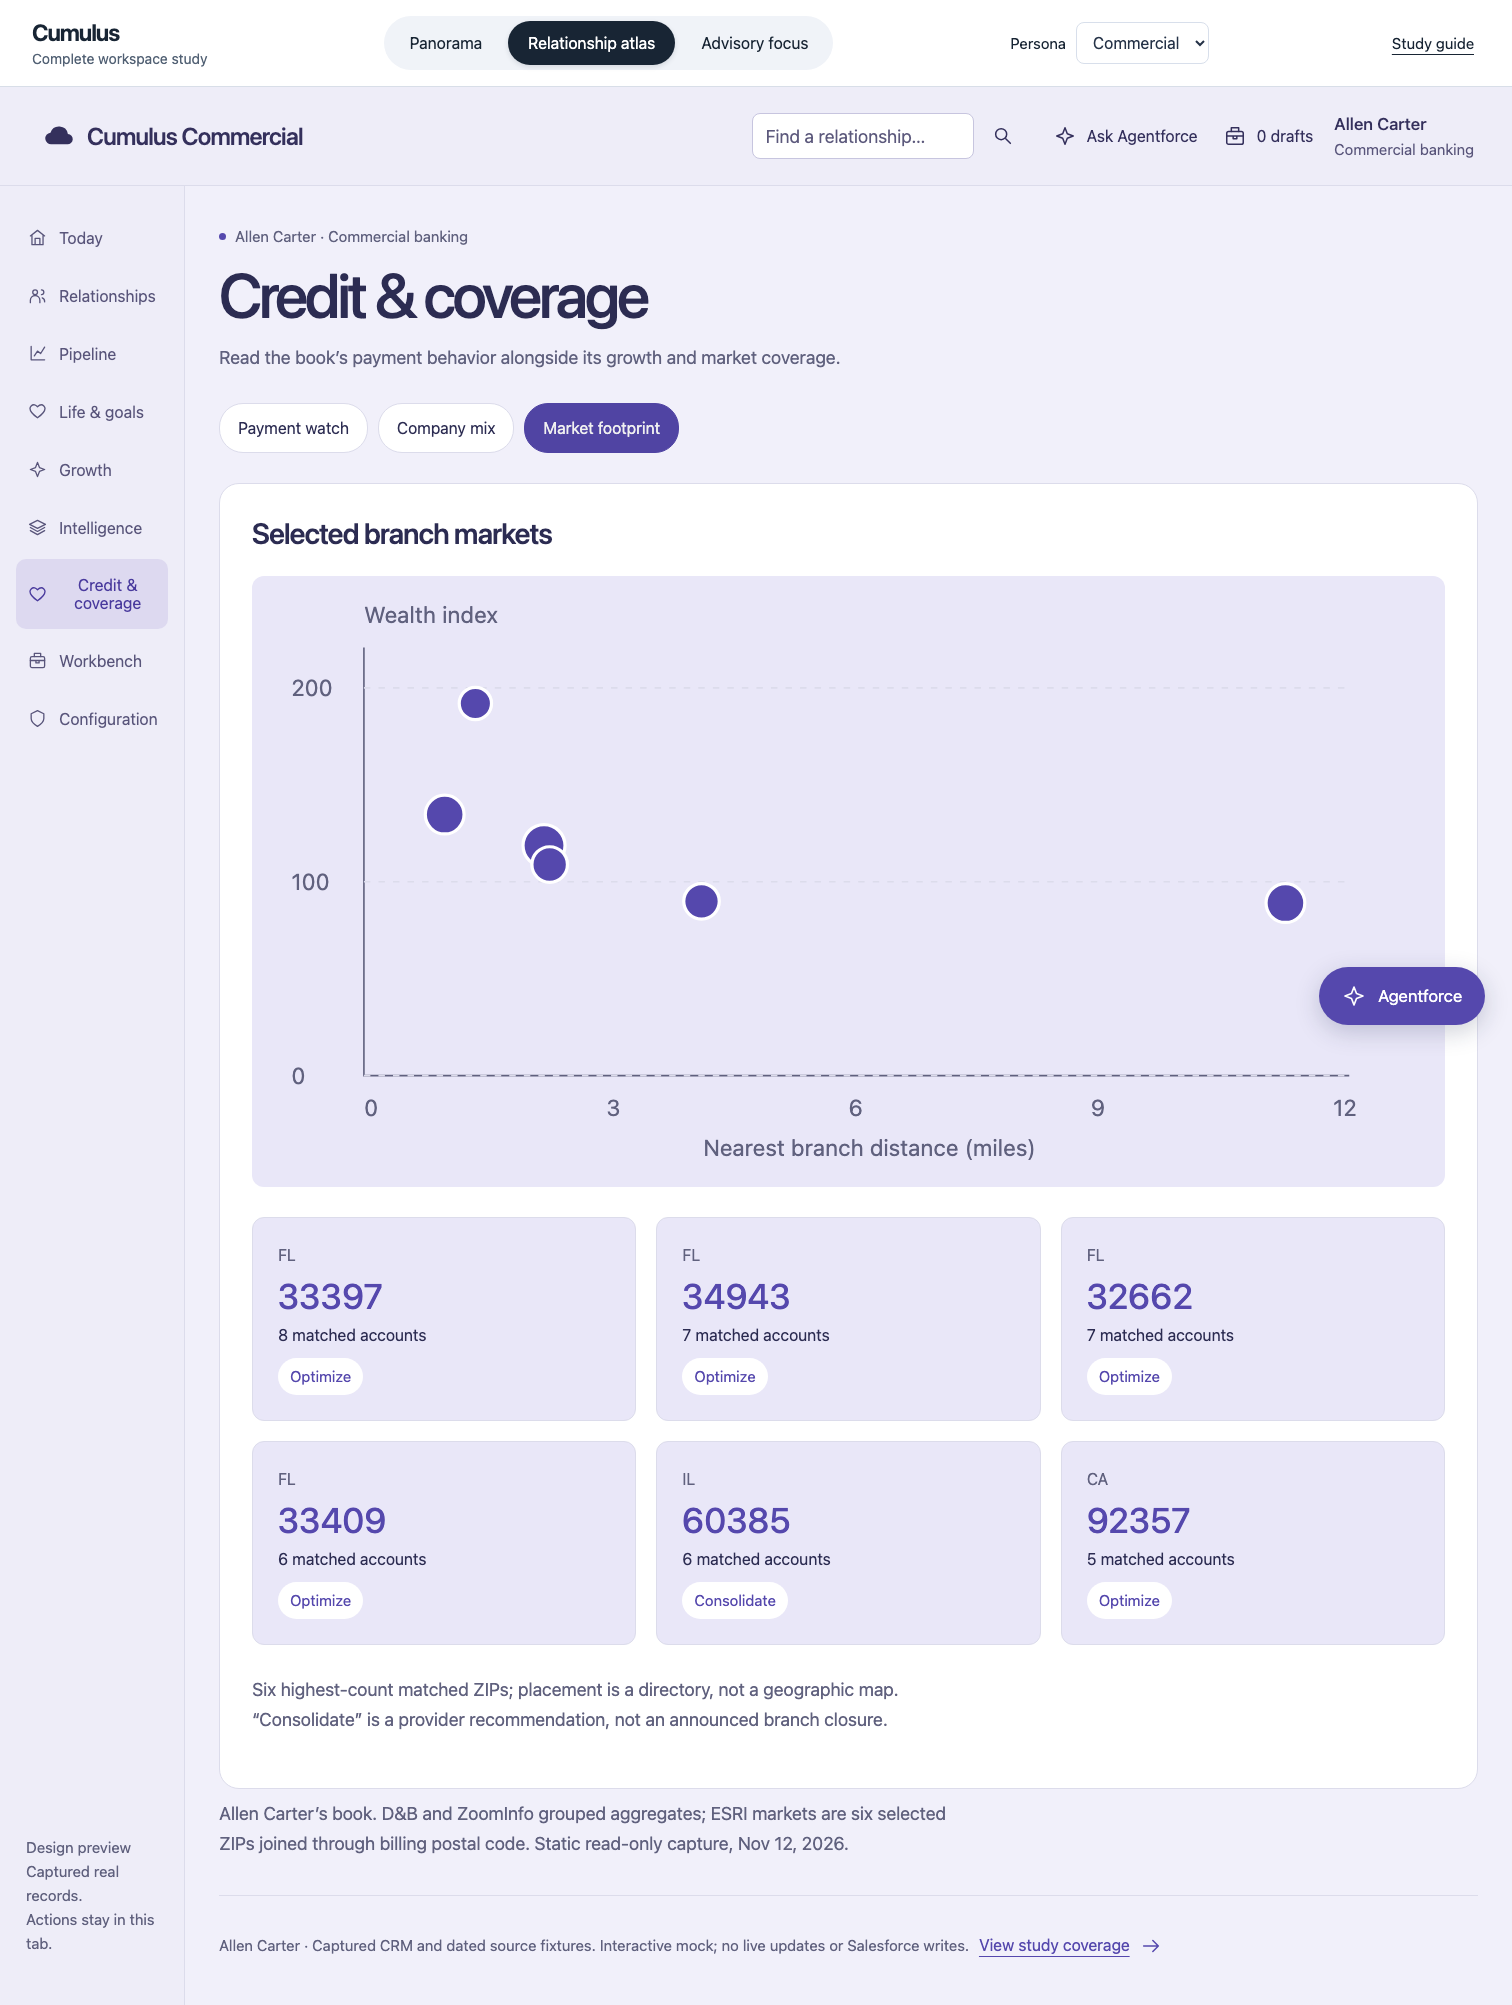 Cumulus
Complete workspace study
Panorama
Relationship atlas
Advisory focus
Persona
Commercial
Study guide
Cumulus Commercial
Find a relationship...
Ask Agentforce
0 drafts
Allen Carter
Commercial banking
Today
Relationships
Pipeline
Life & goals
Growth
Intelligence
Credit &
coverage
Workbench
Configuration
Allen Carter · Commercial banking
Credit & coverage
Read the book’s payment behavior alongside its growth and market coverage.
Payment watch
Company mix
Market footprint
Selected branch markets
Wealth index
200
100
0
0
3
6
9
12
Nearest branch distance (miles)
Agentforce
FL
33397
8 matched accounts
Optimize
FL
34943
7 matched accounts
Optimize
FL
32662
7 matched accounts
Optimize
FL
33409
6 matched accounts
Optimize
IL
60385
6 matched accounts
Consolidate
CA
92357
5 matched accounts
Optimize
Six highest-count matched ZIPs; placement is a directory, not a geographic map.
“Consolidate” is a provider recommendation, not an announced branch closure.
Allen Carter’s book. D&B and ZoomInfo grouped aggregates; ESRI markets are six selected
ZIPs joined through billing postal code. Static read-only capture, Nov 12, 2026.
Design preview
Captured real
records.
Actions stay in this
tab.
Allen Carter · Captured CRM and dated source fixtures. Interactive mock; no live updates or Salesforce writes. View study coverage →